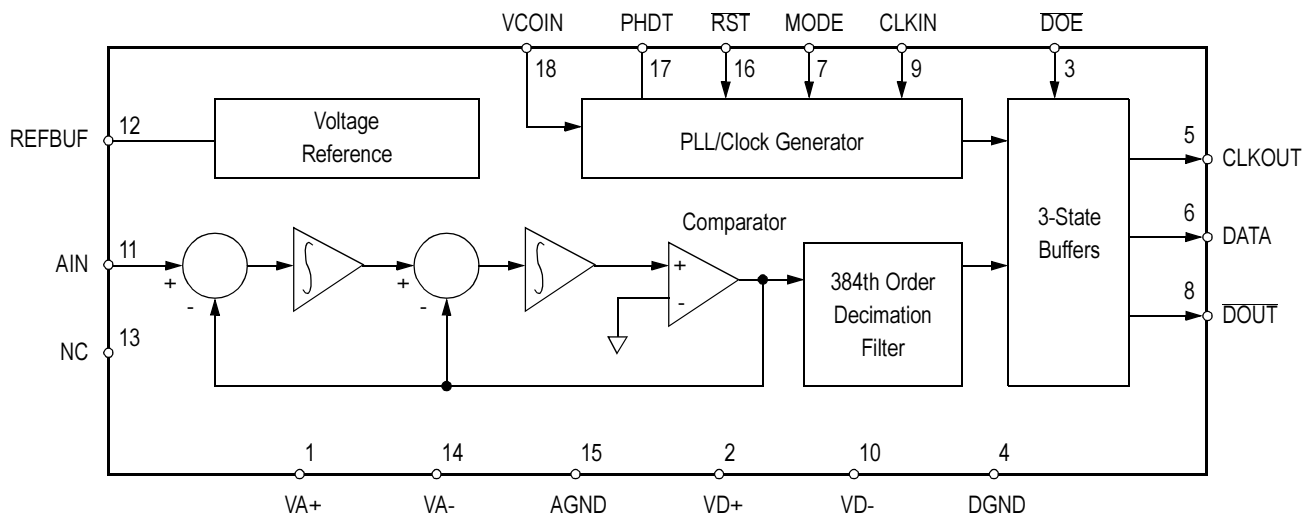 VCOIN PHDT RST MODE CLKIN DOE
18 17 16 7 9 3
REFBUF 12
Voltage
Reference
PLL/Clock Generator
5
CLKOUT
3-State
Buffers
6
DATA
8
DOUT
Comparator
AIN 11
+
-
∫
+
-
∫
+
-
384th Order
Decimation
Filter
NC 13
1 14 15 2 10 4
VA+ VA- AGND VD+ VD- DGND